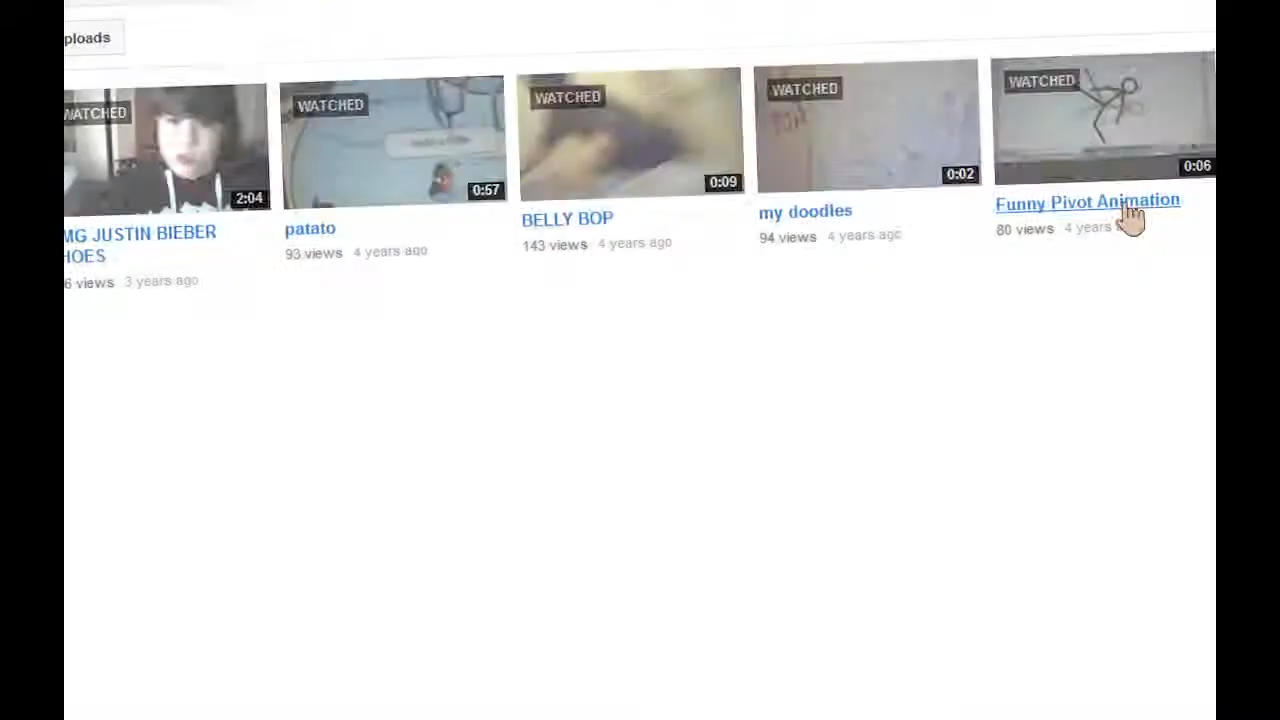 ploads
WATCHED
2:04
MG JUSTIN BIEBER
HOES
6 views 3 years ago
WATCHED
0:57
patato
93 views 4 years ago
WATCHED
0:09
BELLY BOP
143 views 4 years ago
WATCHED
0:02
my doodles
94 views 4 years ago
WATCHED
0:06
Funny Pivot Animation
80 views 4 years